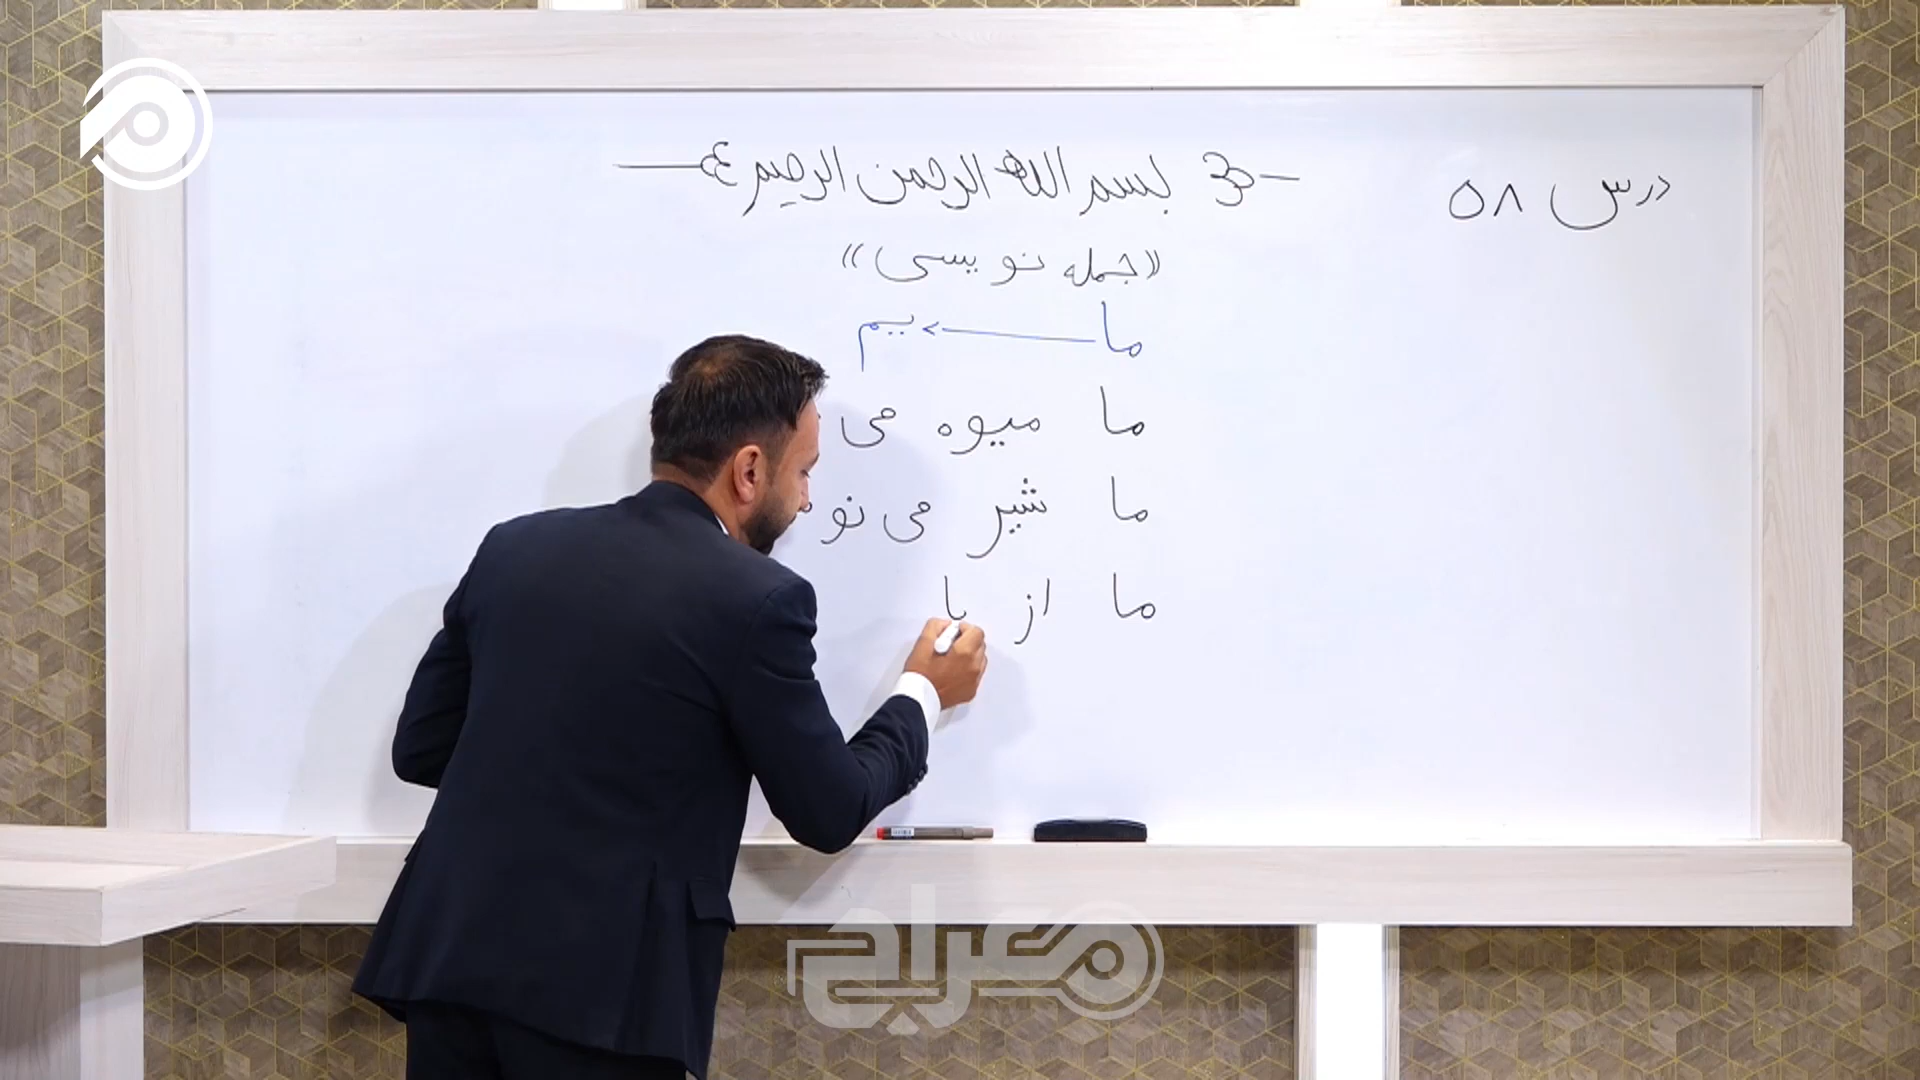 درس ۵۸
بسم الله الرحمن الرحیم
«جمله نویسی»
ما یم
ما میوه می
ما شیر می نو
ما از با
معراج